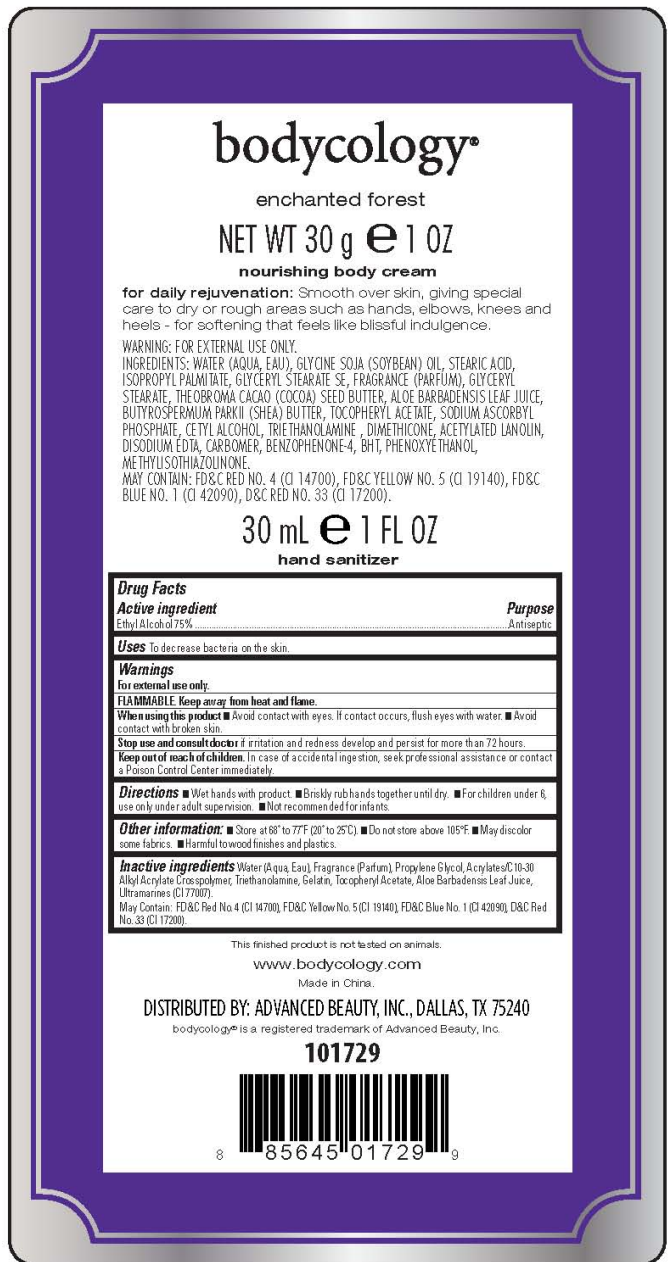 bodycology®
enchanted forest
NET WT 30 g ℮ 1 OZ
nourishing body cream
for daily rejuvenation: Smooth over skin, giving special
care to dry or rough areas such as hands, elbows, knees and
heels - for softening that feels like blissful indulgence.
WARNING: FOR EXTERNAL USE ONLY.
INGREDIENTS: WATER (AQUA, EAU), GLYCINE SOJA (SOYBEAN) OIL, STEARIC ACID,
ISOPROPYL PALMITATE, GLYCERYL STEARATE SE, FRAGRANCE (PARFUM), GLYCERYL
STEARATE, THEOBROMA CACAO (COCOA) SEED BUTTER, ALOE BARBADENSIS LEAF JUICE,
BUTYROSPERMUM PARKII (SHEA) BUTTER, TOCOPHERYL ACETATE, SODIUM ASCORBYL
PHOSPHATE, CETYL ALCOHOL, TRIETHANOLAMINE , DIMETHICONE, ACETYLATED LANOLIN,
DISODIUM EDTA, CARBOMER, BENZOPHENONE-4, BHT, PHENOXYETHANOL,
METHYLISOTHIAZOLINONE.
MAY CONTAIN: FD&C RED NO. 4 (CI 14700), FD&C YELLOW NO. 5 (CI 19140), FD&C
BLUE NO. 1 (CI 42090), D&C RED NO. 33 (CI 17200).
30 mL ℮ 1 FL OZ
hand sanitizer
Drug Facts
Active ingredient Purpose
Ethyl Alcohol 75% ........ Antiseptic
Uses To decrease bacteria on the skin.
Warnings
For external use only.
FLAMMABLE. Keep away from heat and flame.
When using this product ■ Avoid contact with eyes. If contact occurs, flush eyes with water. ■ Avoid
contact with broken skin.
Stop use and consult doctor if irritation and redness develop and persist for more than 72 hours.
Keep out of reach of children. In case of accidental ingestion, seek professional assistance or contact
a Poison Control Center immediately.
Directions ■ Wet hands with product. ■ Briskly rub hands together until dry. ■ For children under 6,
use only under adult supervision. ■ Not recommended for infants.
Other information: ■ Store at 68° to 77°F (20° to 25°C). ■ Do not store above 105°F. ■ May discolor
some fabrics. ■ Harmful to wood finishes and plastics.
Inactive ingredients Water (Aqua, Eau), Fragrance (Parfum), Propylene Glycol, Acrylates/C10-30
Alkyl Acrylate Crosspolymer, Triethanolamine, Gelatin, Tocopheryl Acetate, Aloe Barbadensis Leaf Juice,
Ultramarines (CI 77007).
May Contain: FD&C Red No. 4 (CI 14700), FD&C Yellow No. 5 (CI 19140), FD&C Blue No. 1 (CI 42090), D&C Red
No. 33 (CI 17200).
This finished product is not tested on animals.
www.bodycology.com
Made in China.
DISTRIBUTED BY: ADVANCED BEAUTY, INC., DALLAS, TX 75240
bodycology® is a registered trademark of Advanced Beauty, Inc.
101729
8 85645 01729 9